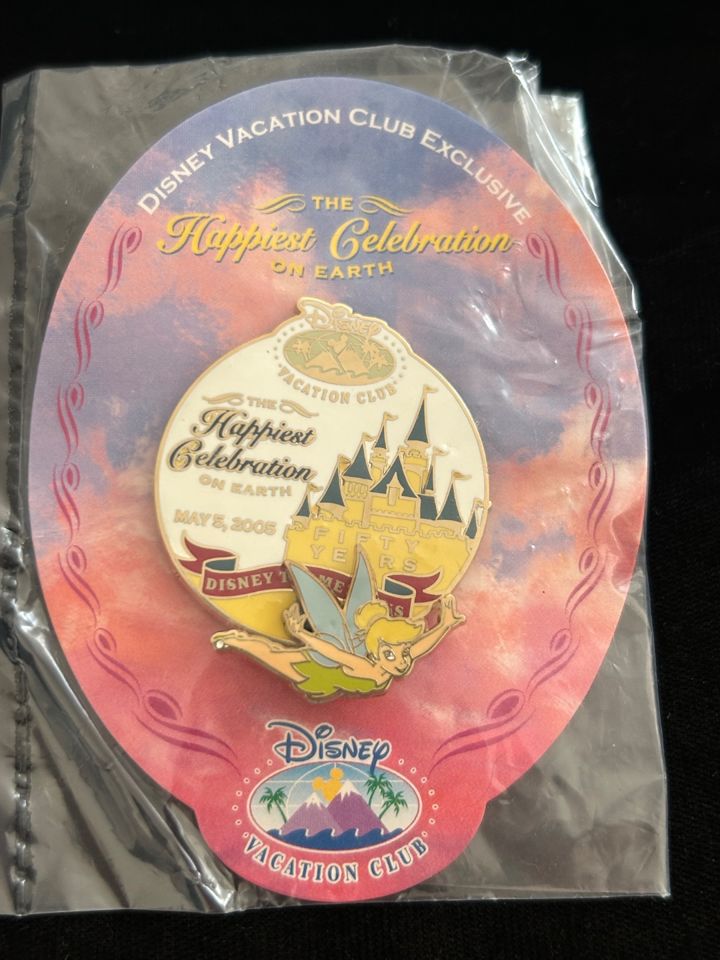 DISNEY VACATION CLUB EXCLUSIVE
THE
Happiest Celebration
ON EARTH
DISNEY
VACATION CLUB
THE
Happiest
Celebration
ON EARTH
MAY 5, 2005
FIFTY
YEARS
DISNEY
DISNEY
VACATION CLUB